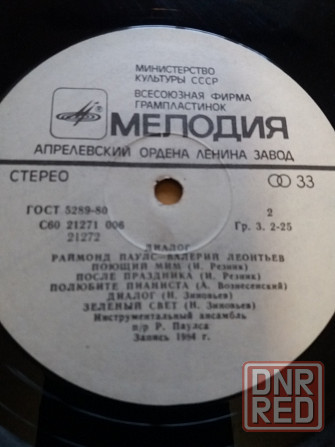 МИНИСТЕРСТВО
КУЛЬТУРЫ СССР
ВСЕСОЮЗНАЯ ФИРМА
ГРАМПЛАСТИНОК
МЕЛОДИЯ
АПРЕЛЕВСКИЙ ОРДЕНА ЛЕНИНА ЗАВОД
СТЕРЕО 33
ГОСТ 5289-80 2
С60 21271 006 Гр. 3. 2-25
21272
ДИАЛОГ
РАЙМОНД ПАУЛС—ВАЛЕРИЙ ЛЕОНТЬЕВ
ПОЮЩИЙ МИМ (И. Резник)
ПОСЛЕ ПРАЗДНИКА (И. Резник)
ПОЛЮБИТЕ ПИАНИСТА (А. Вознесенский)
ДИАЛОГ (Н. Зиновьев)
ЗЕЛЕНЫЙ СВЕТ (Н. Зиновьев)
Инструментальный ансамбль
п/р Р. Паулса
Запись 1984 г.
DNR
RED